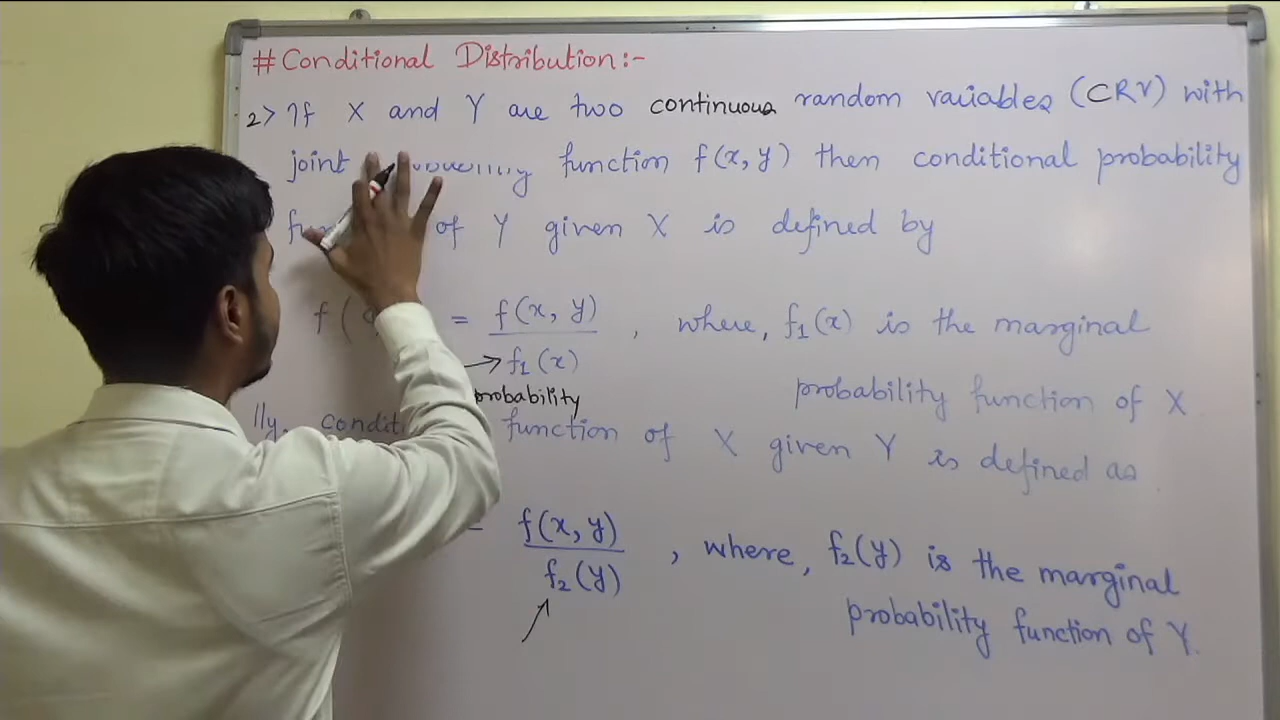 # Conditional Distribution:-
2> If X and Y are two continuous random variables (CRV) with
joint function f(x, y) then conditional probability
of Y given X is defined by
f( = f(x, y) / f₁(x) , where, f₁(x) is the marginal
probability function of X
probability
lly, function of X given Y is defined as
= f(x, y) / f₂(y) , where, f₂(y) is the marginal
probability function of Y.